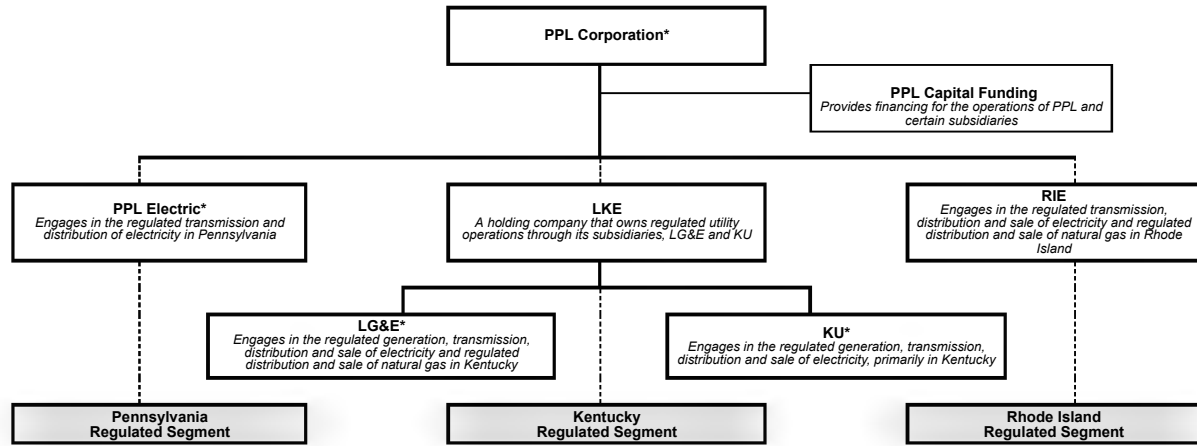 PPL Corporation*
PPL Capital Funding
Provides financing for the operations of PPL and
certain subsidiaries
PPL Electric*
Engages in the regulated transmission and
distribution of electricity in Pennsylvania
LKE
A holding company that owns regulated utility
operations through its subsidiaries, LG&E and KU
RIE
Engages in the regulated transmission,
distribution and sale of electricity and regulated
distribution and sale of natural gas in Rhode
Island
LG&E*
Engages in the regulated generation, transmission,
distribution and sale of electricity and regulated
distribution and sale of natural gas in Kentucky
KU*
Engages in the regulated generation, transmission,
distribution and sale of electricity, primarily in Kentucky
Pennsylvania
Regulated Segment
Kentucky
Regulated Segment
Rhode Island
Regulated Segment